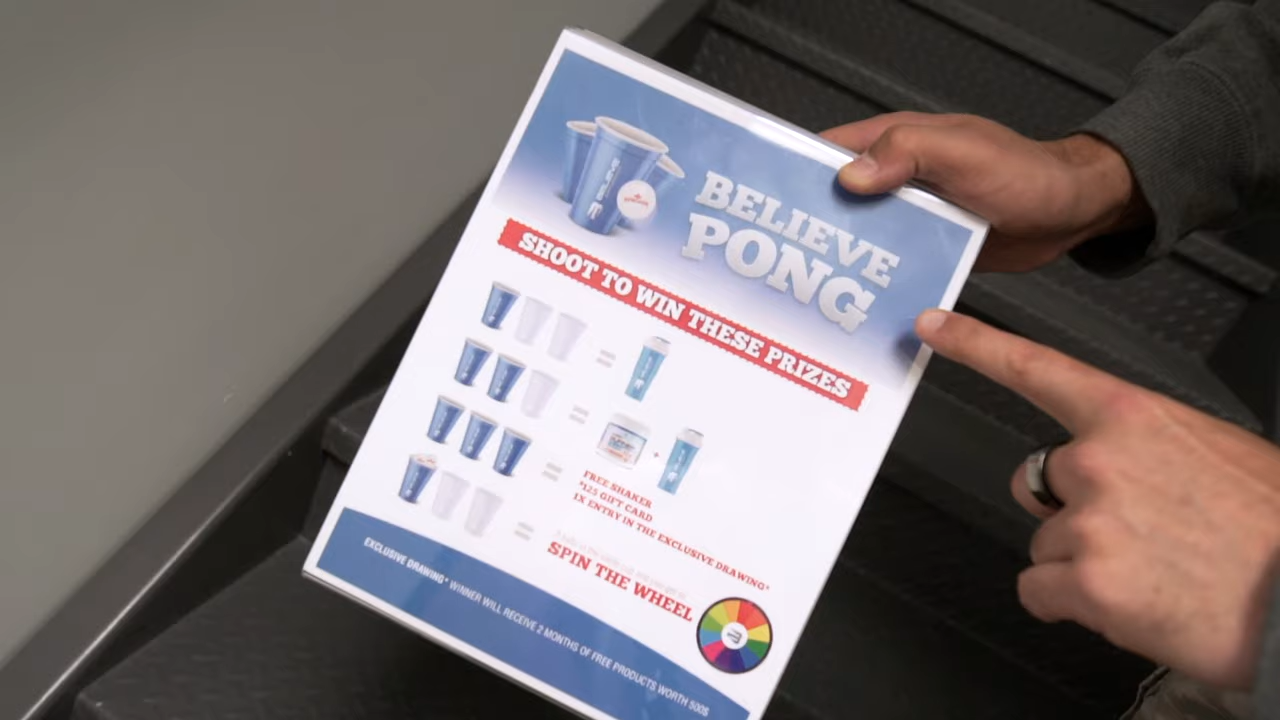 BELIEVE
BELIEVE
PONG
SHOOT TO WIN THESE PRIZES
FREE SHAKER
*125 GIFT CARD
1X ENTRY IN THE EXCLUSIVE DRAWING*
SPIN THE WHEEL
EXCLUSIVE DRAWING* WINNER WILL RECEIVE 2 MONTHS OF FREE PRODUCTS WORTH 500$